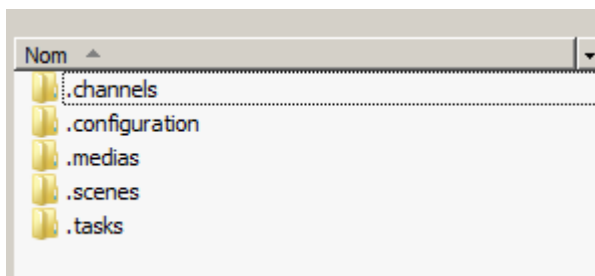 Nom
.channels
.configuration
.medias
.scenes
.tasks